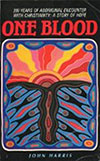 200 YEARS OF ABORIGINAL ENCOUNTER
WITH CHRISTIANITY: A STORY OF HOPE
ONE BLOOD
JOHN HARRIS